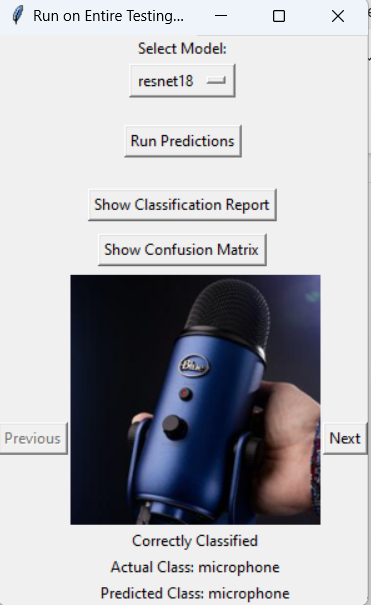 Run on Entire Testing...
Select Model:
resnet18
Run Predictions
Show Classification Report
Show Confusion Matrix
Blue
Previous
Next
Correctly Classified
Actual Class: microphone
Predicted Class: microphone